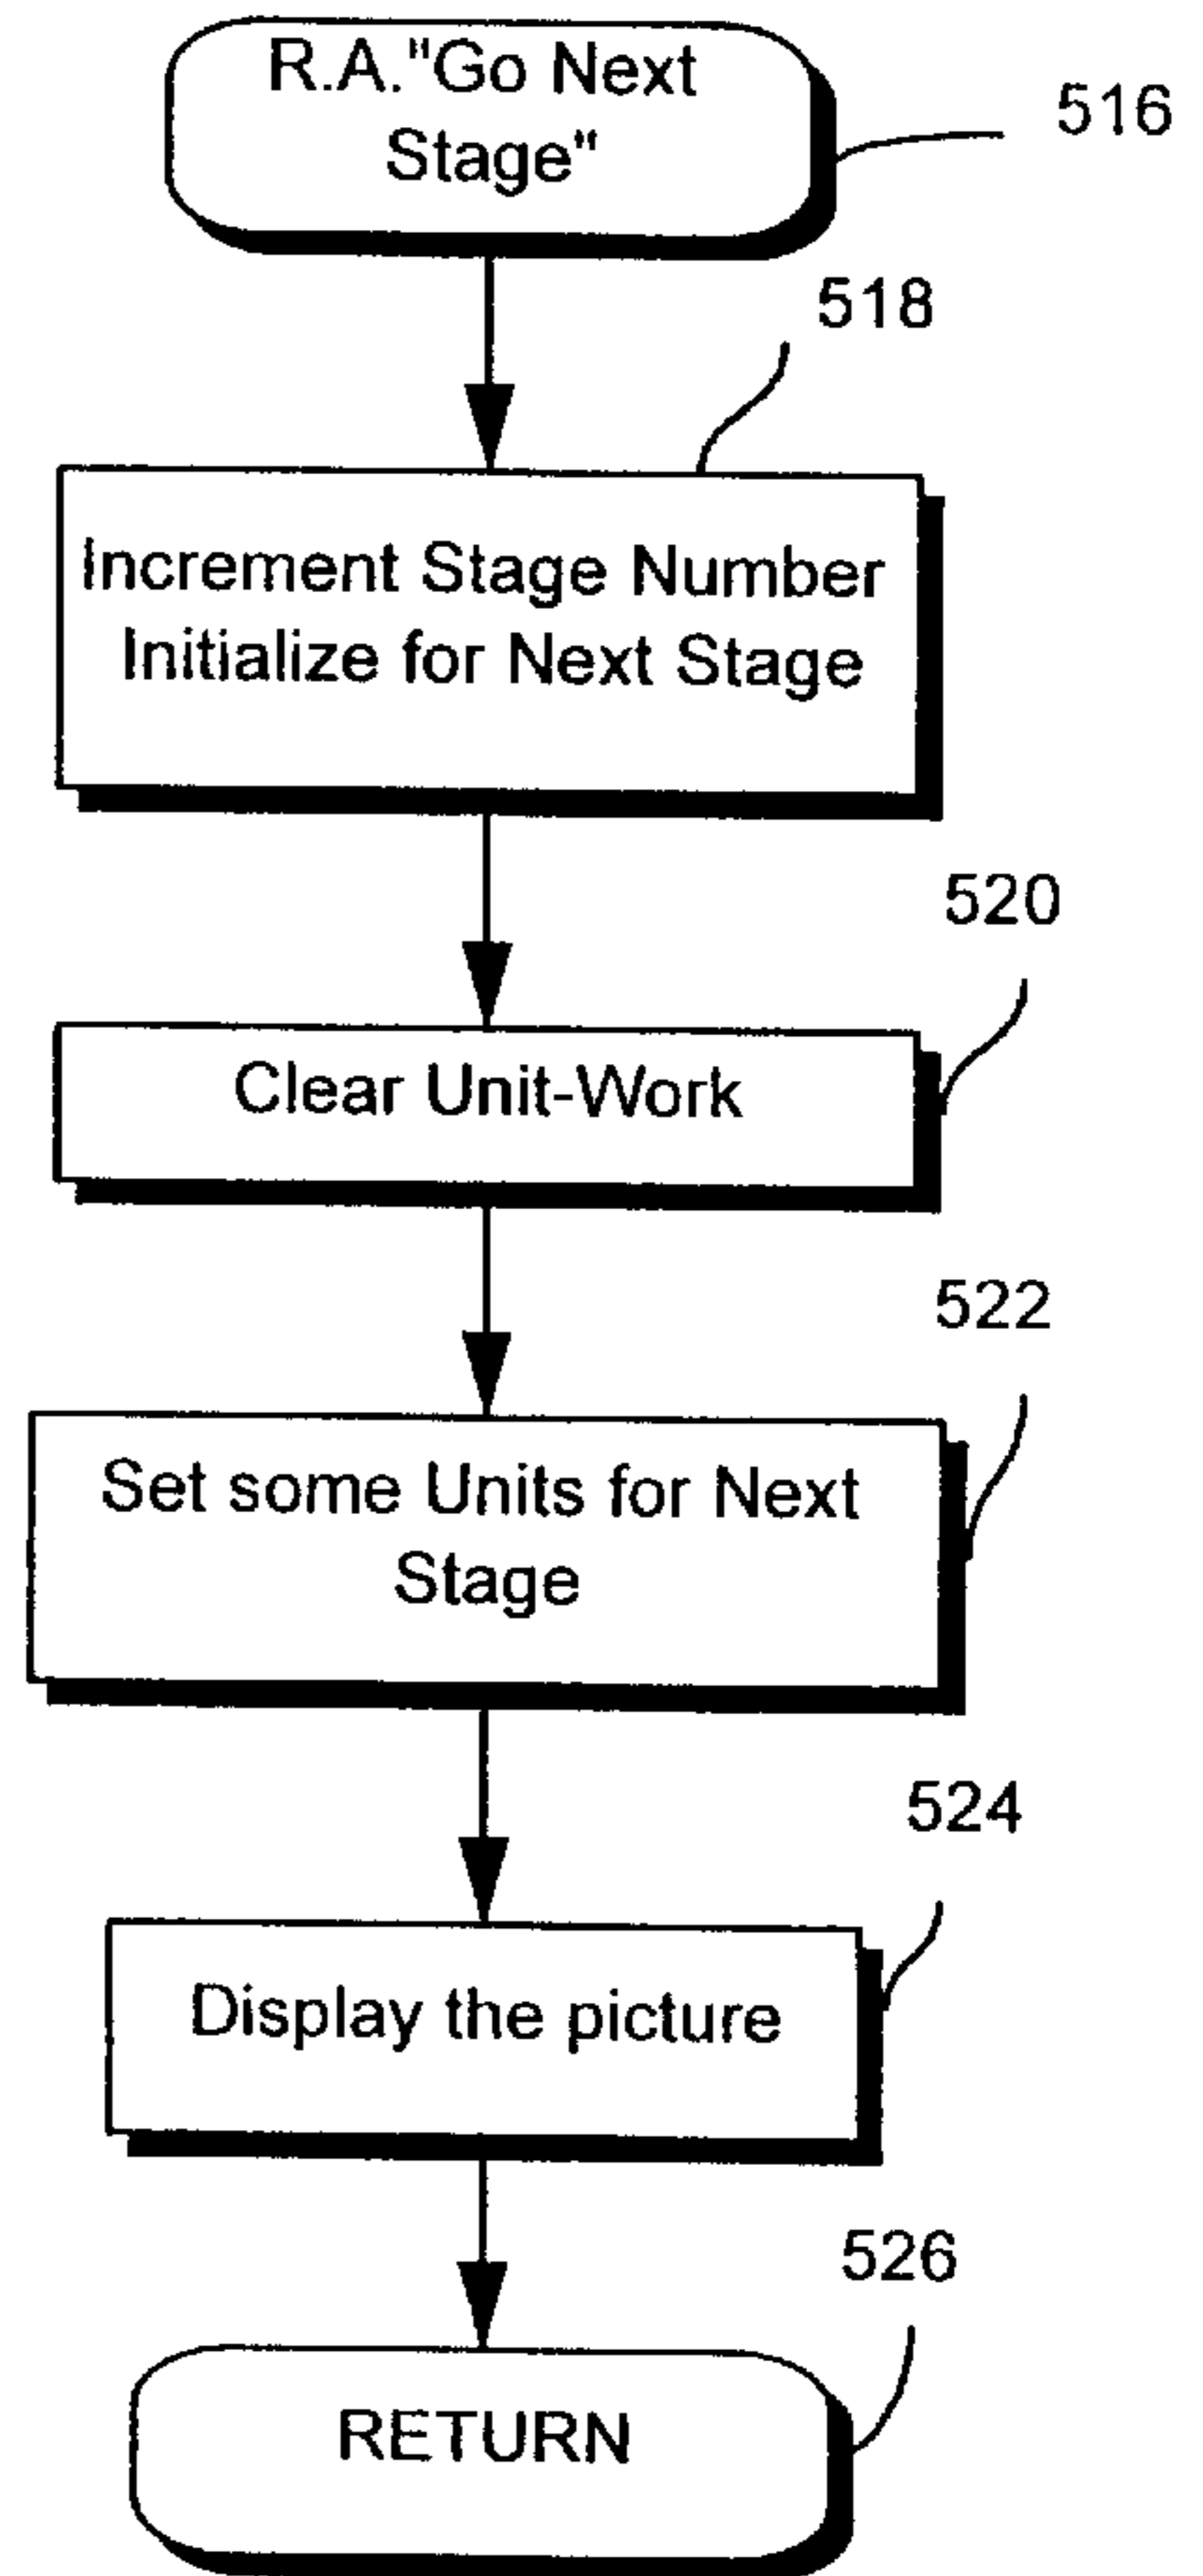 R.A."Go Next
Stage"
516
518
Increment Stage Number
Initialize for Next Stage
520
Clear Unit-Work
522
Set some Units for Next
Stage
524
Display the picture
526
RETURN